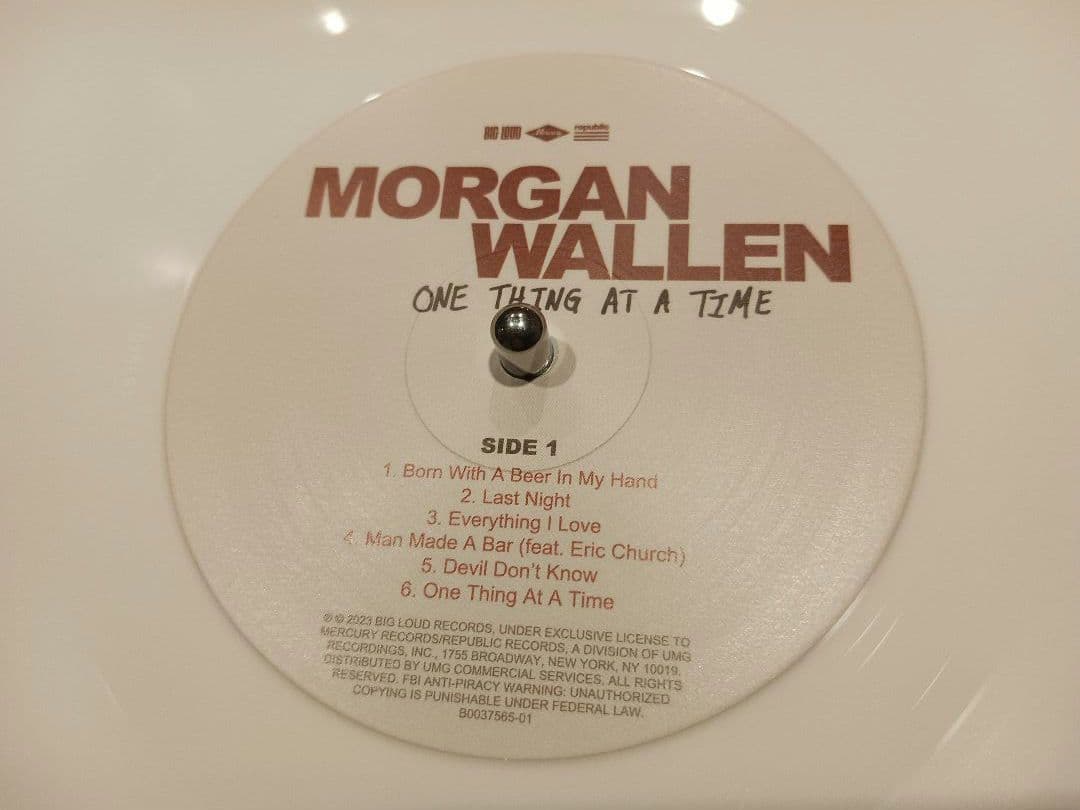 BIG LOUD Mercury republic
MORGAN
WALLEN
ONE THING AT A TIME
SIDE 1
1. Born With A Beer In My Hand
2. Last Night
3. Everything I Love
4. Man Made A Bar (feat. Eric Church)
5. Devil Don't Know
6. One Thing At A Time
℗ © 2023 BIG LOUD RECORDS, UNDER EXCLUSIVE LICENSE TO
MERCURY RECORDS/REPUBLIC RECORDS, A DIVISION OF UMG
RECORDINGS, INC., 1755 BROADWAY, NEW YORK, NY 10019.
DISTRIBUTED BY UMG COMMERCIAL SERVICES. ALL RIGHTS
RESERVED. FBI ANTI-PIRACY WARNING: UNAUTHORIZED
COPYING IS PUNISHABLE UNDER FEDERAL LAW.
B0037565-01